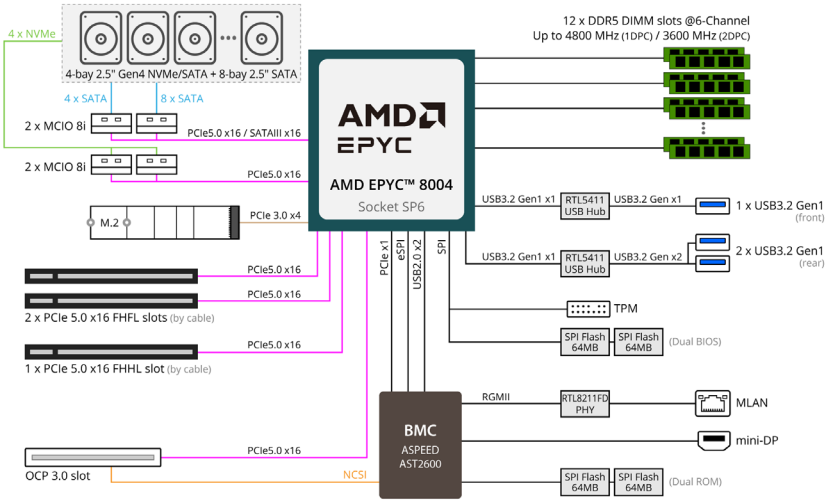 4 x NVMe
4-bay 2.5" Gen4 NVMe/SATA + 8-bay 2.5" SATA
4 x SATA
8 x SATA
2 x MCIO 8i
PCIe5.0 x16 / SATAIII x16
2 x MCIO 8i
PCIe5.0 x16
M.2
PCIe 3.0 x4
PCIe5.0 x16
PCIe5.0 x16
2 x PCIe 5.0 x16 FHFL slots (by cable)
PCIe5.0 x16
1 x PCIe 5.0 x16 FHHL slot (by cable)
PCIe5.0 x16
OCP 3.0 slot
NCSI
AMD
EPYC
AMD EPYC™ 8004
Socket SP6
PCIe x1
eSPI
USB2.0 x2
SPI
12 x DDR5 DIMM slots @6-Channel
Up to 4800 MHz (1DPC) / 3600 MHz (2DPC)
USB3.2 Gen1 x1
RTL5411
USB Hub
USB3.2 Gen x1
1 x USB3.2 Gen1
(front)
USB3.2 Gen1 x1
RTL5411
USB Hub
USB3.2 Gen x2
2 x USB3.2 Gen1
(rear)
TPM
SPI Flash
64MB
SPI Flash
64MB
(Dual BIOS)
BMC
ASPEED
AST2600
RGMII
RTL8211FD
PHY
MLAN
mini-DP
SPI Flash
64MB
SPI Flash
64MB
(Dual ROM)